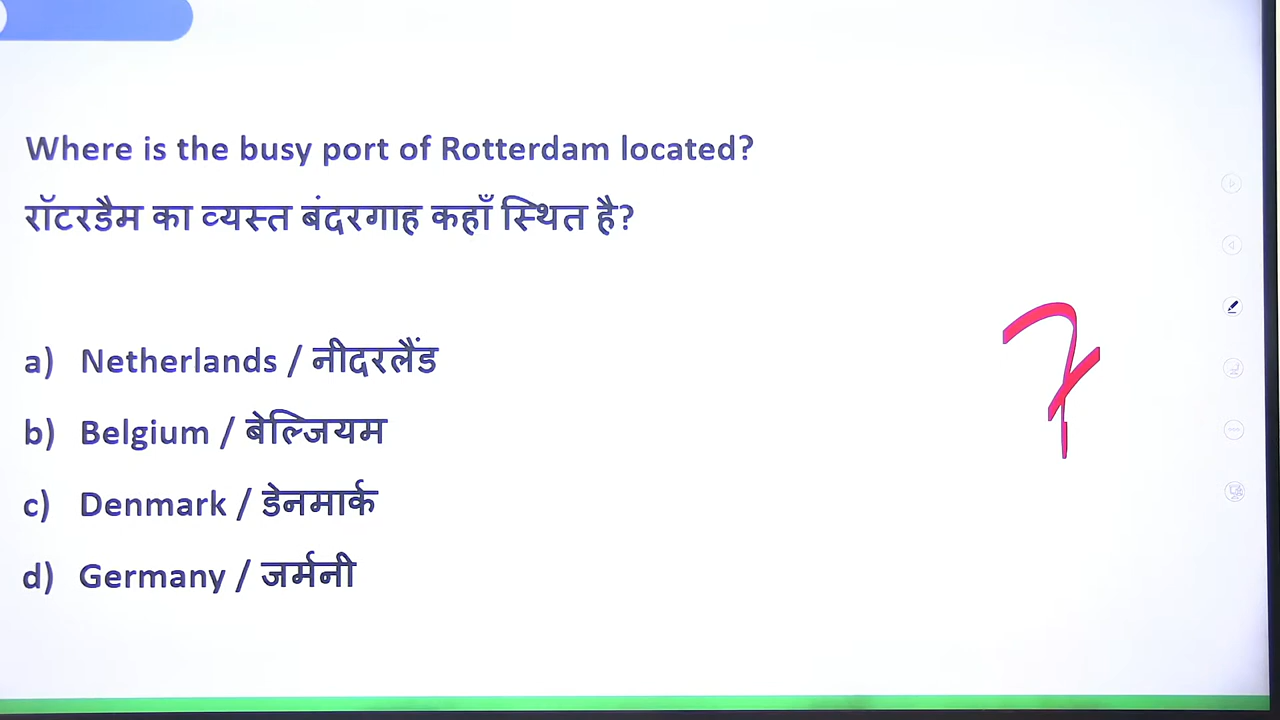 Where is the busy port of Rotterdam located?
रॉटरडैम का व्यस्त बंदरगाह कहाँ स्थित है?
a) Netherlands / नीदरलैंड
b) Belgium / बेल्जियम
c) Denmark / डेनमार्क
d) Germany / जर्मनी
7